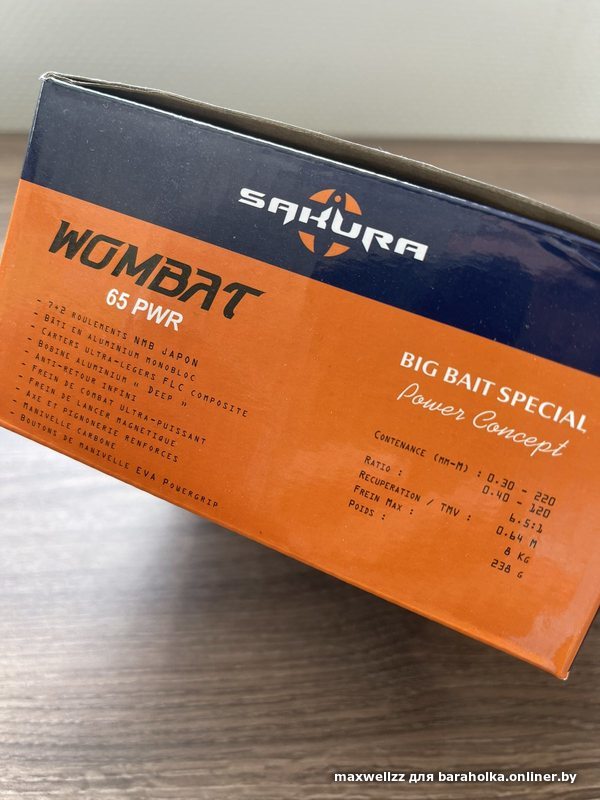 SAKURA
WOMBAT
65 PWR
- 7+2 ROULEMENTS NMB JAPON
- BÂTI EN ALUMINIUM MONOBLOC
- CARTERS ULTRA-LEGERS FLC COMPOSITE
- BOBINE ALUMINIUM " DEEP "
- ANTI-RETOUR INFINI
- FREIN DE COMBAT ULTRA-PUISSANT
- FREIN DE LANCER MAGNETIQUE
- AXE ET PIGNONERIE RENFORCES
- MANIVELLE CARBONE
- BOUTONS DE MANIVELLE EVA POWERGRIP
BIG BAIT SPECIAL
Power Concept
CONTENANCE (MM-M) : 0.30 - 220
0.40 - 120
RATIO : 6.5:1
RECUPERATION / TMV : 0.64 M
FREIN MAX : 8 KG
POIDS : 238 G
maxwellzz для baraholka.onliner.by